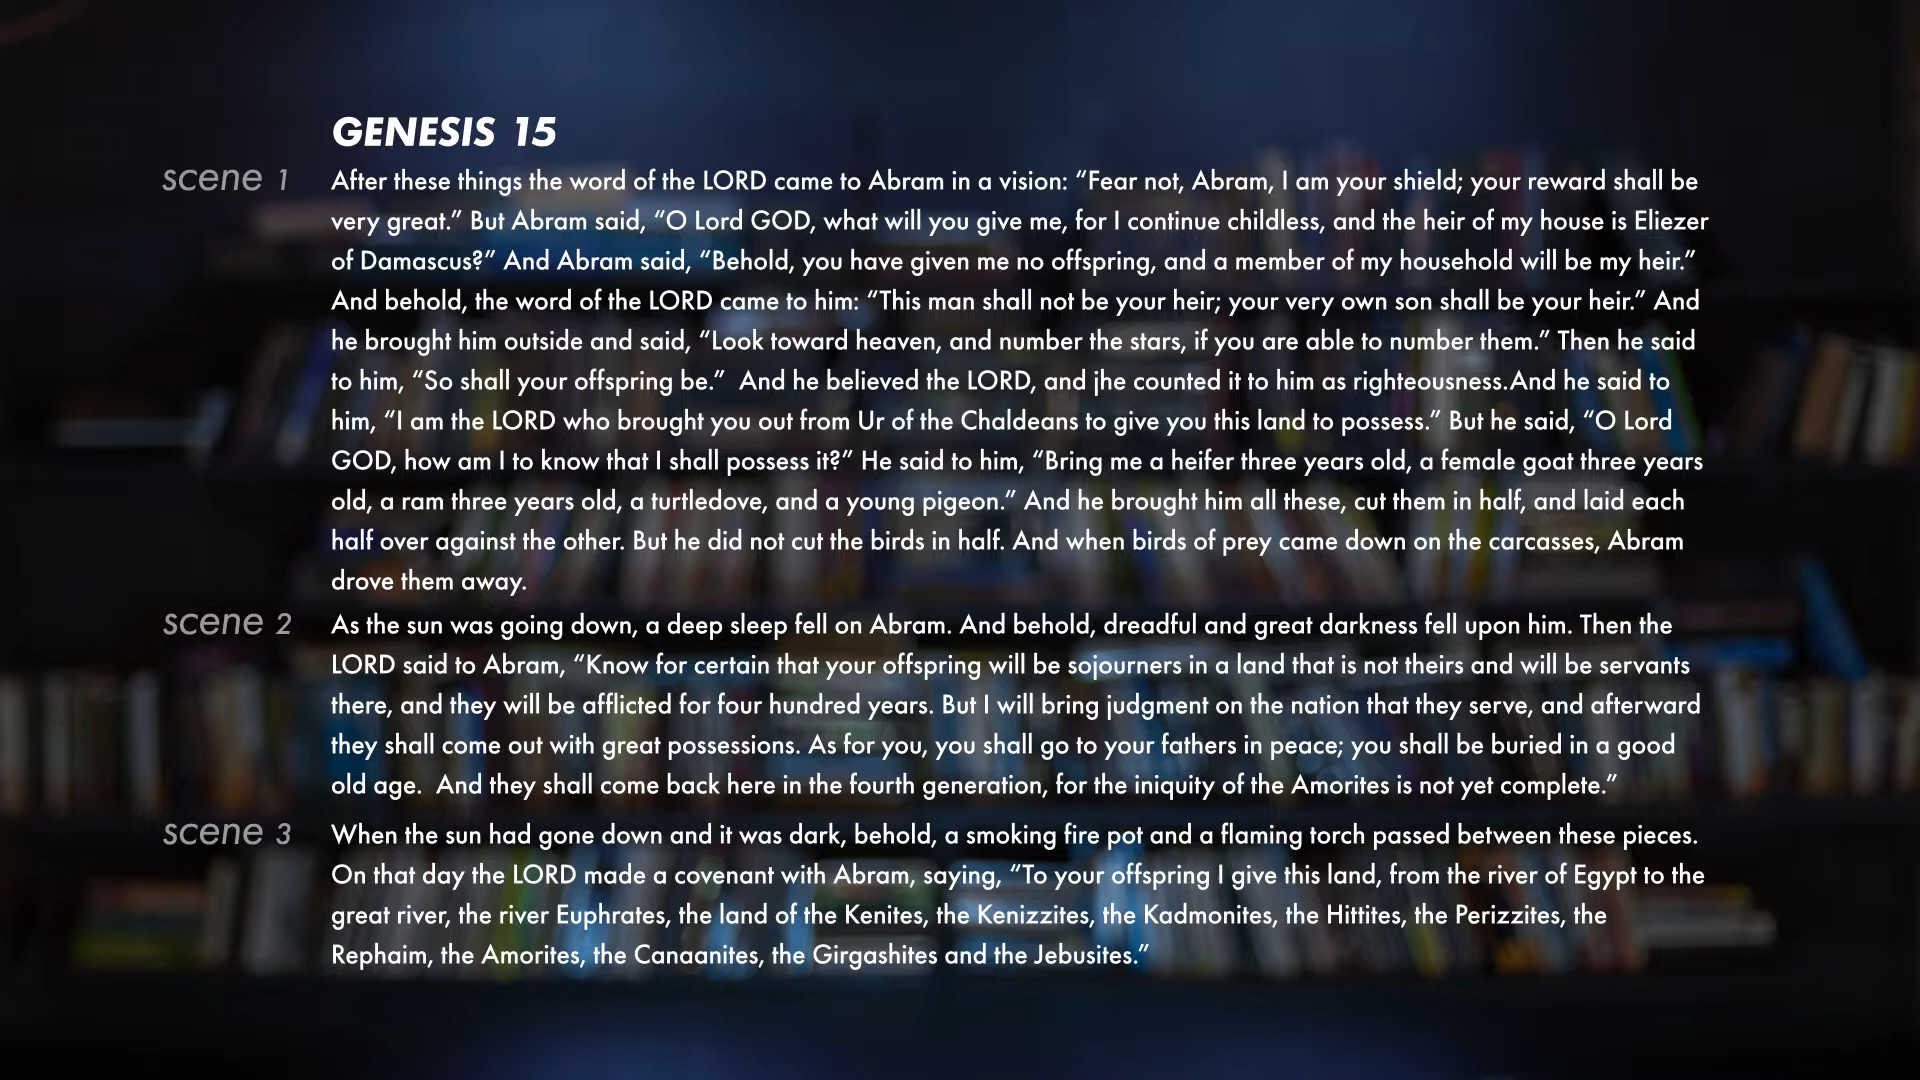 GENESIS 15
scene 1
After these things the word of the LORD came to Abram in a vision: “Fear not, Abram, I am your shield; your reward shall be
very great.” But Abram said, “O Lord GOD, what will you give me, for I continue childless, and the heir of my house is Eliezer
of Damascus?” And Abram said, “Behold, you have given me no offspring, and a member of my household will be my heir.”
And behold, the word of the LORD came to him: “This man shall not be your heir; your very own son shall be your heir.” And
he brought him outside and said, “Look toward heaven, and number the stars, if you are able to number them.” Then he said
to him, “So shall your offspring be.”  And he believed the LORD, and jhe counted it to him as righteousness.And he said to
him, “I am the LORD who brought you out from Ur of the Chaldeans to give you this land to possess.” But he said, “O Lord
GOD, how am I to know that I shall possess it?” He said to him, “Bring me a heifer three years old, a female goat three years
old, a ram three years old, a turtledove, and a young pigeon.” And he brought him all these, cut them in half, and laid each
half over against the other. But he did not cut the birds in half. And when birds of prey came down on the carcasses, Abram
drove them away.
scene 2
As the sun was going down, a deep sleep fell on Abram. And behold, dreadful and great darkness fell upon him. Then the
LORD said to Abram, “Know for certain that your offspring will be sojourners in a land that is not theirs and will be servants
there, and they will be afflicted for four hundred years. But I will bring judgment on the nation that they serve, and afterward
they shall come out with great possessions. As for you, you shall go to your fathers in peace; you shall be buried in a good
old age.  And they shall come back here in the fourth generation, for the iniquity of the Amorites is not yet complete.”
scene 3
When the sun had gone down and it was dark, behold, a smoking fire pot and a flaming torch passed between these pieces.
On that day the LORD made a covenant with Abram, saying, “To your offspring I give this land, from the river of Egypt to the
great river, the river Euphrates, the land of the Kenites, the Kenizzites, the Kadmonites, the Hittites, the Perizzites, the
Rephaim, the Amorites, the Canaanites, the Girgashites and the Jebusites.”